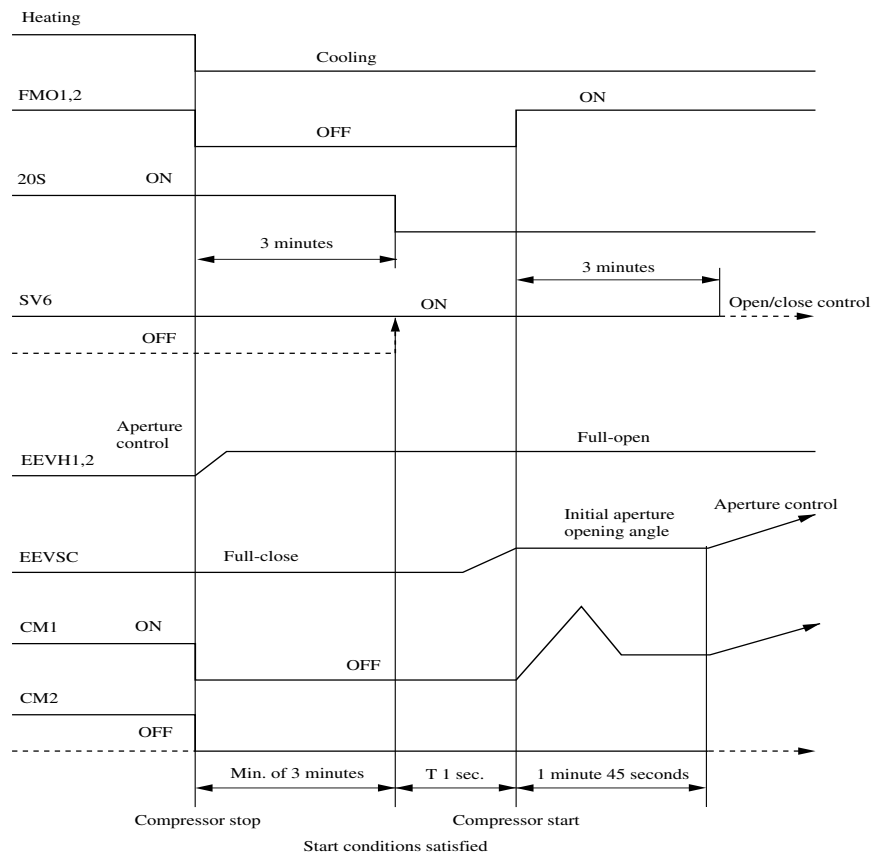 Heating
Cooling
FMO1,2
ON
OFF
20S
ON
3 minutes
3 minutes
SV6
ON
Open/close control
OFF
Aperture
control
Full-open
EEVH1,2
Initial aperture
opening angle
Aperture control
EEVSC
Full-close
CM1
ON
OFF
CM2
OFF
Min. of 3 minutes
T 1 sec.
1 minute 45 seconds
Compressor stop
Compressor start
Start conditions satisfied